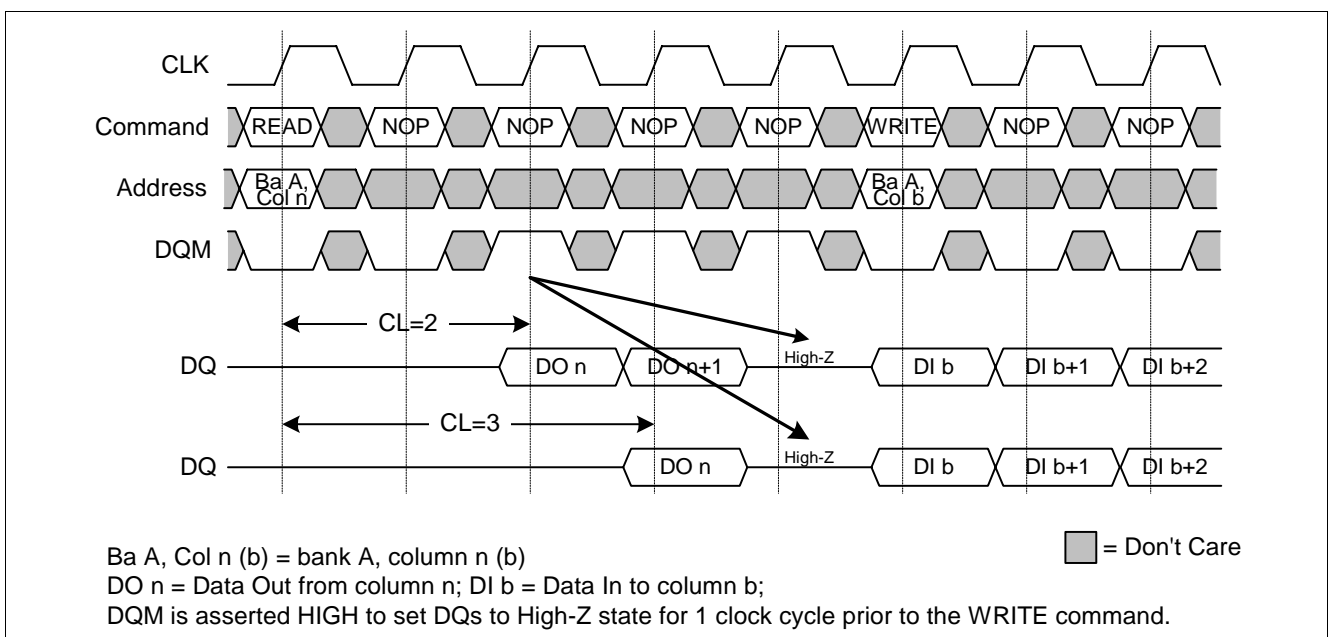 CLK
Command READ NOP NOP NOP NOP WRITE NOP NOP
Address Ba A, Col n Ba A, Col b
DQM
CL=2
DQ DO n DO n+1 High-Z DI b DI b+1 DI b+2
CL=3
DQ DO n High-Z DI b DI b+1 DI b+2
Ba A, Col n (b) = bank A, column n (b)
= Don't Care
DO n = Data Out from column n; DI b = Data In to column b;
DQM is asserted HIGH to set DQs to High-Z state for 1 clock cycle prior to the WRITE command.